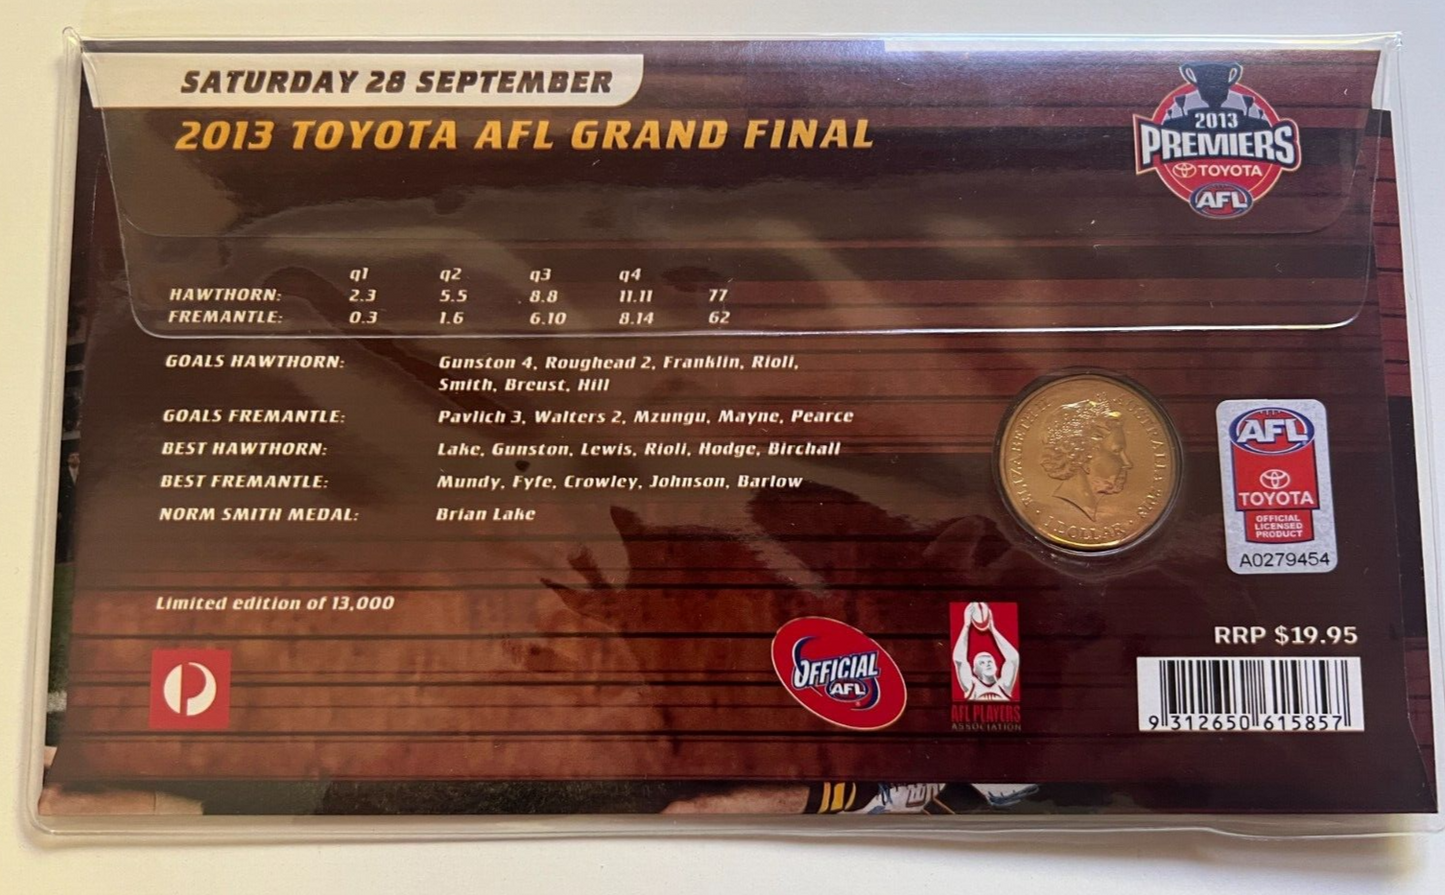 SATURDAY 28 SEPTEMBER
2013 TOYOTA AFL GRAND FINAL
2013
PREMIERS
TOYOTA
AFL
q1 q2 q3 q4
HAWTHORN: 2.3 5.5 8.8 11.11 77
FREMANTLE: 0.3 1.6 6.10 8.14 62
GOALS HAWTHORN: Gunston 4, Roughead 2, Franklin, Rioli,
Smith, Breust, Hill
GOALS FREMANTLE: Pavlich 3, Walters 2, Mzungu, Mayne, Pearce
BEST HAWTHORN: Lake, Gunston, Lewis, Rioli, Hodge, Birchall
BEST FREMANTLE: Mundy, Fyfe, Crowley, Johnson, Barlow
NORM SMITH MEDAL: Brian Lake
1 DOLLAR
AFL
TOYOTA
OFFICIAL
LICENSED
PRODUCT
A0279454
Limited edition of 13,000
OFFICIAL
AFL
AFL PLAYERS
ASSOCIATION
RRP $19.95
9 312650 615857